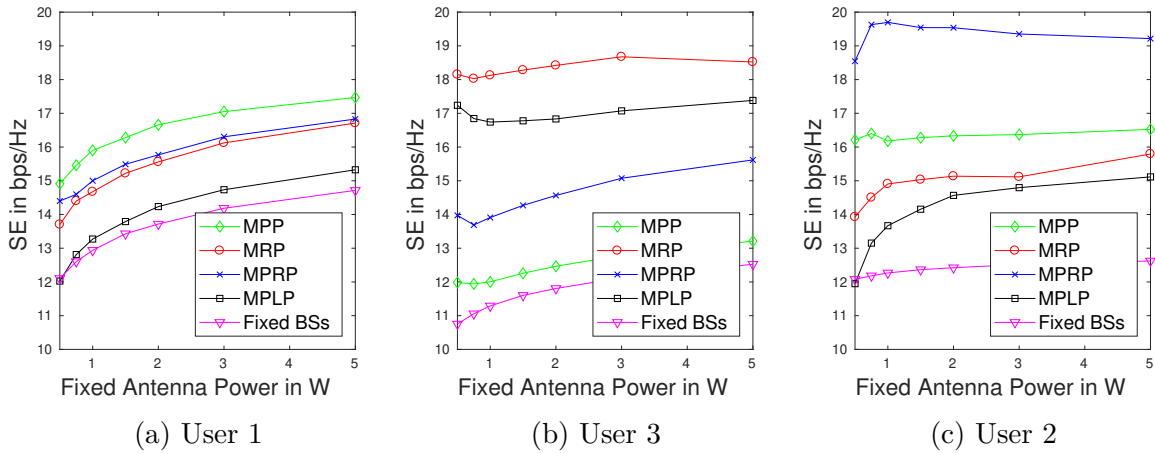 SE in bps/Hz
20
19
18
17
16
15
14
13
12
11
10
MPP
MRP
MPRP
MPLP
Fixed BSs
1 2 3 4 5
Fixed Antenna Power in W
(a) User 1
SE in bps/Hz
20
19
18
17
16
15
14
13
12
11
10
MPP
MRP
MPRP
MPLP
Fixed BSs
1 2 3 4 5
Fixed Antenna Power in W
(b) User 3
SE in bps/Hz
20
19
18
17
16
15
14
13
12
11
10
MPP
MRP
MPRP
MPLP
Fixed BSs
1 2 3 4 5
Fixed Antenna Power in W
(c) User 2